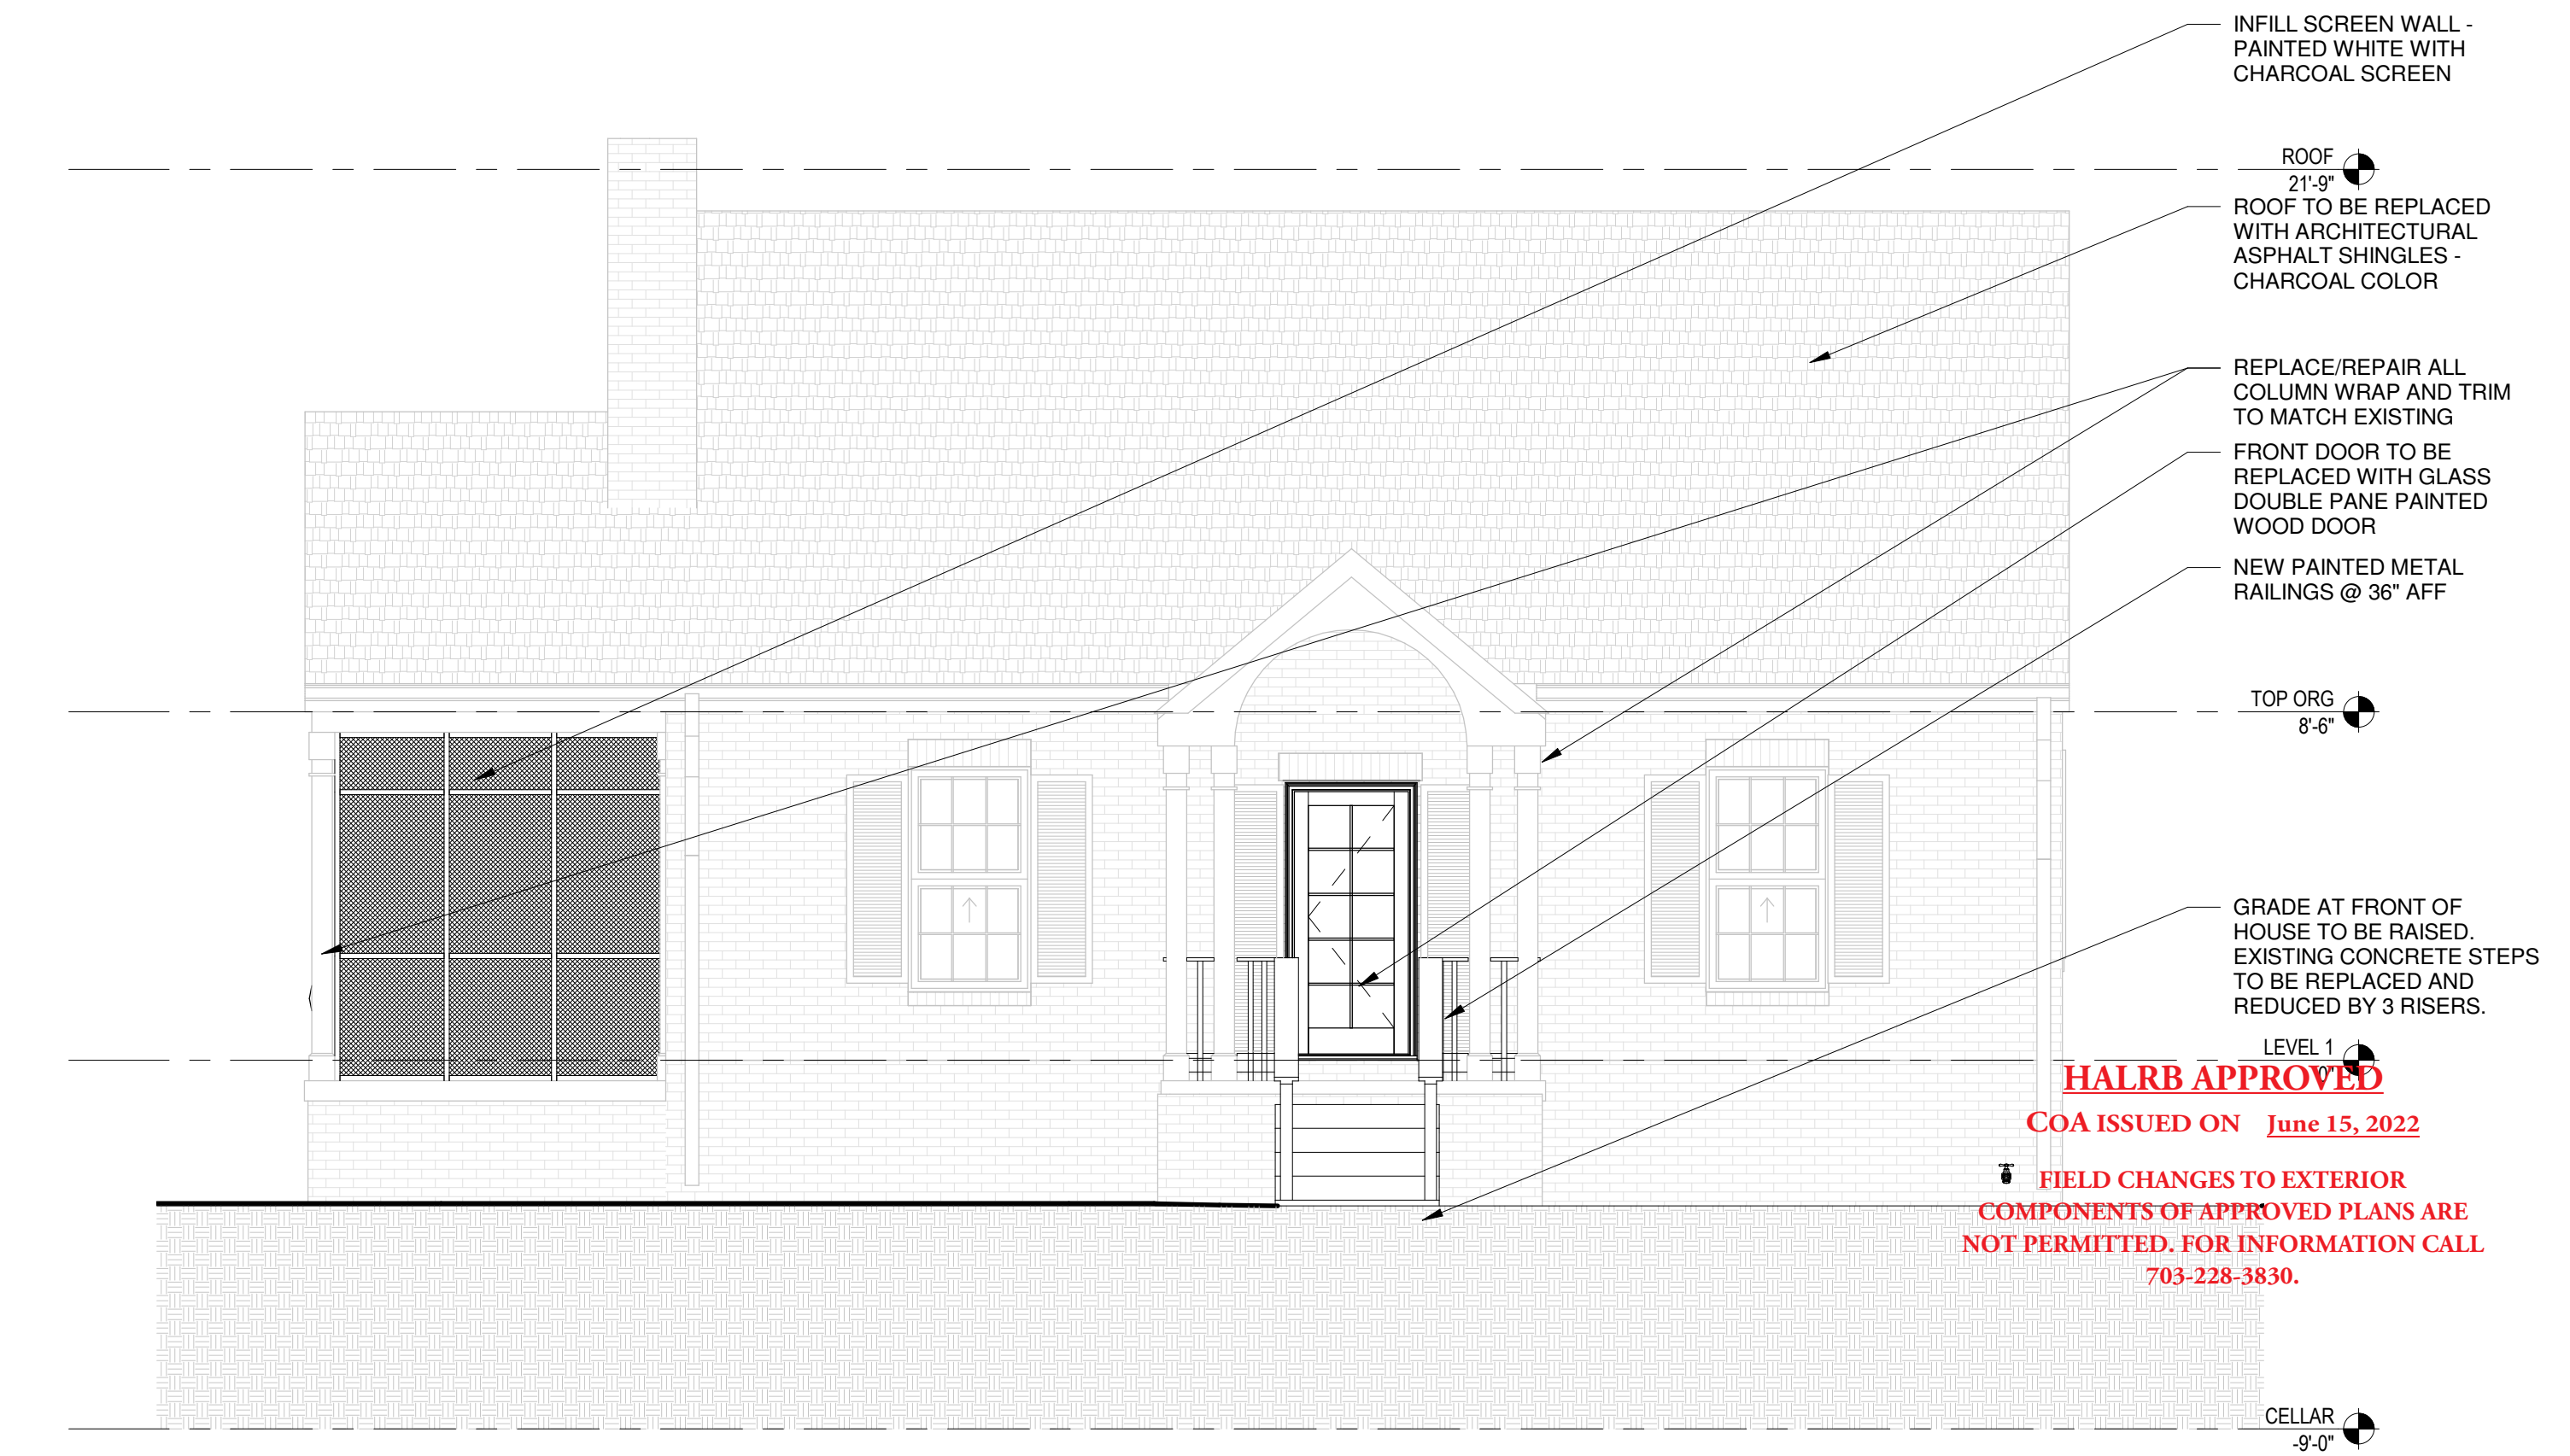 INFILL SCREEN WALL -
PAINTED WHITE WITH
CHARCOAL SCREEN
ROOF
21'-9"
ROOF TO BE REPLACED
WITH ARCHITECTURAL
ASPHALT SHINGLES -
CHARCOAL COLOR
REPLACE/REPAIR ALL
COLUMN WRAP AND TRIM
TO MATCH EXISTING
FRONT DOOR TO BE
REPLACED WITH GLASS
DOUBLE PANE PAINTED
WOOD DOOR
NEW PAINTED METAL
RAILINGS @ 36" AFF
TOP ORG
8'-6"
GRADE AT FRONT OF
HOUSE TO BE RAISED.
EXISTING CONCRETE STEPS
TO BE REPLACED AND
REDUCED BY 3 RISERS.
LEVEL 1
0"
HALRB APPROVED
COA ISSUED ON June 15, 2022
FIELD CHANGES TO EXTERIOR
COMPONENTS OF APPROVED PLANS ARE
NOT PERMITTED. FOR INFORMATION CALL
703-228-3830.
CELLAR
-9'-0"